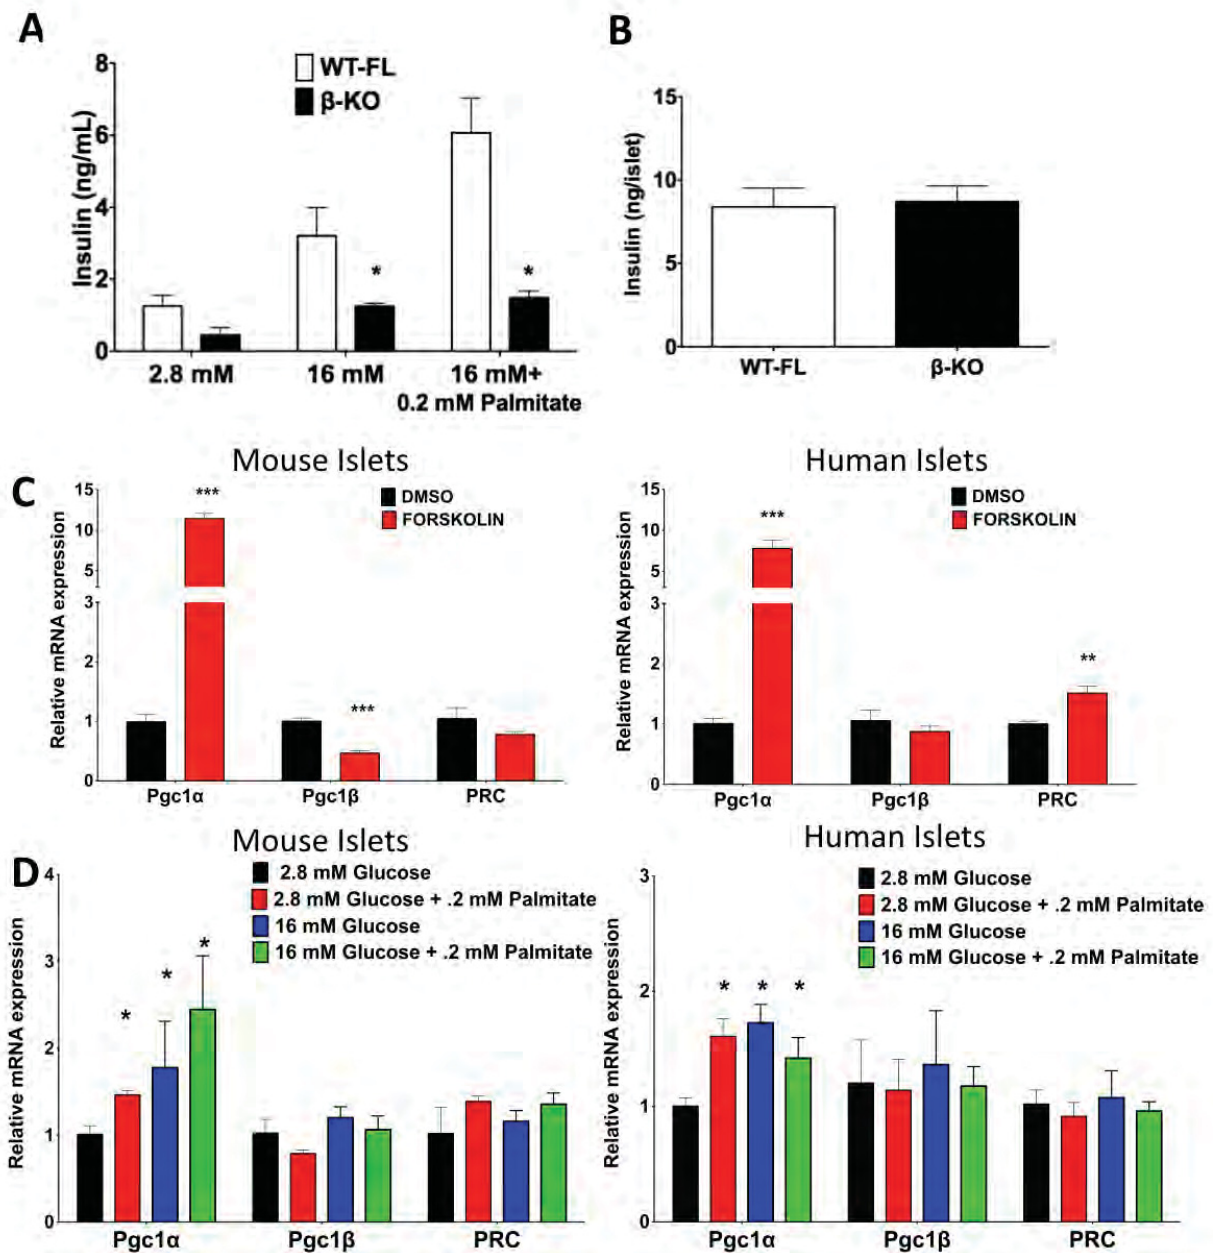 A
8
6
4
2
0
Insulin (ng/mL)
WT-FL
β-KO
*
*
2.8 mM
16 mM
16 mM+
0.2 mM Palmitate
B
15
10
5
0
Insulin (ng/islet)
WT-FL
β-KO
C
Mouse Islets
15
10
5
3
2
1
0
Relative mRNA expression
DMSO
FORSKOLIN
***
***
Pgc1α
Pgc1β
PRC
Human Islets
15
10
5
3
2
1
0
Relative mRNA expression
DMSO
FORSKOLIN
***
**
Pgc1α
Pgc1β
PRC
D
Mouse Islets
4
3
2
1
0
Relative mRNA expression
2.8 mM Glucose
2.8 mM Glucose + .2 mM Palmitate
16 mM Glucose
16 mM Glucose + .2 mM Palmitate
*
*
*
Pgc1α
Pgc1β
PRC
Human Islets
3
2
1
0
Relative mRNA expression
2.8 mM Glucose
2.8 mM Glucose + .2 mM Palmitate
16 mM Glucose
16 mM Glucose + .2 mM Palmitate
* * *
Pgc1α
Pgc1β
PRC